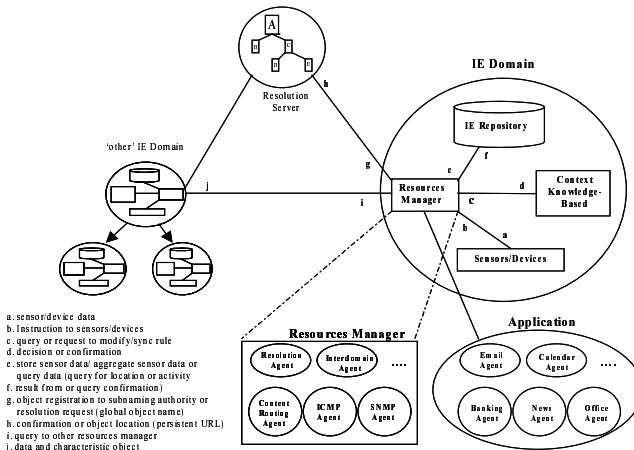 A
B
C
D
E
Resolution
Server
h
IE Domain
IE Repository
'other' IE Domain
g
e
f
j
i
Resources
Manager
c
d
Context
Knowledge-
Based
b
a
Sensors/Devices
a. sensor/device data
b. Instruction to sensors/devices
c. query or request to modify/sync rule
d. decision or confirmation
e. store sensor data/ aggregate sensor data or
query data (query for location or activity
f. result from or query confirmation)
g. object registration to subnaming authority or
resolution request (global object name)
h. confirmation or object location (persistent URL)
i. query to other resources manager
i. data and characteristic object
Resources Manager
Resolution
Agent
Interdomain
Agent
....
Content
Routing
Agent
ICMP
Agent
SNMP
Agent
Application
Email
Agent
Calendar
Agent
....
Banking
Agent
News
Agent
Office
Agent